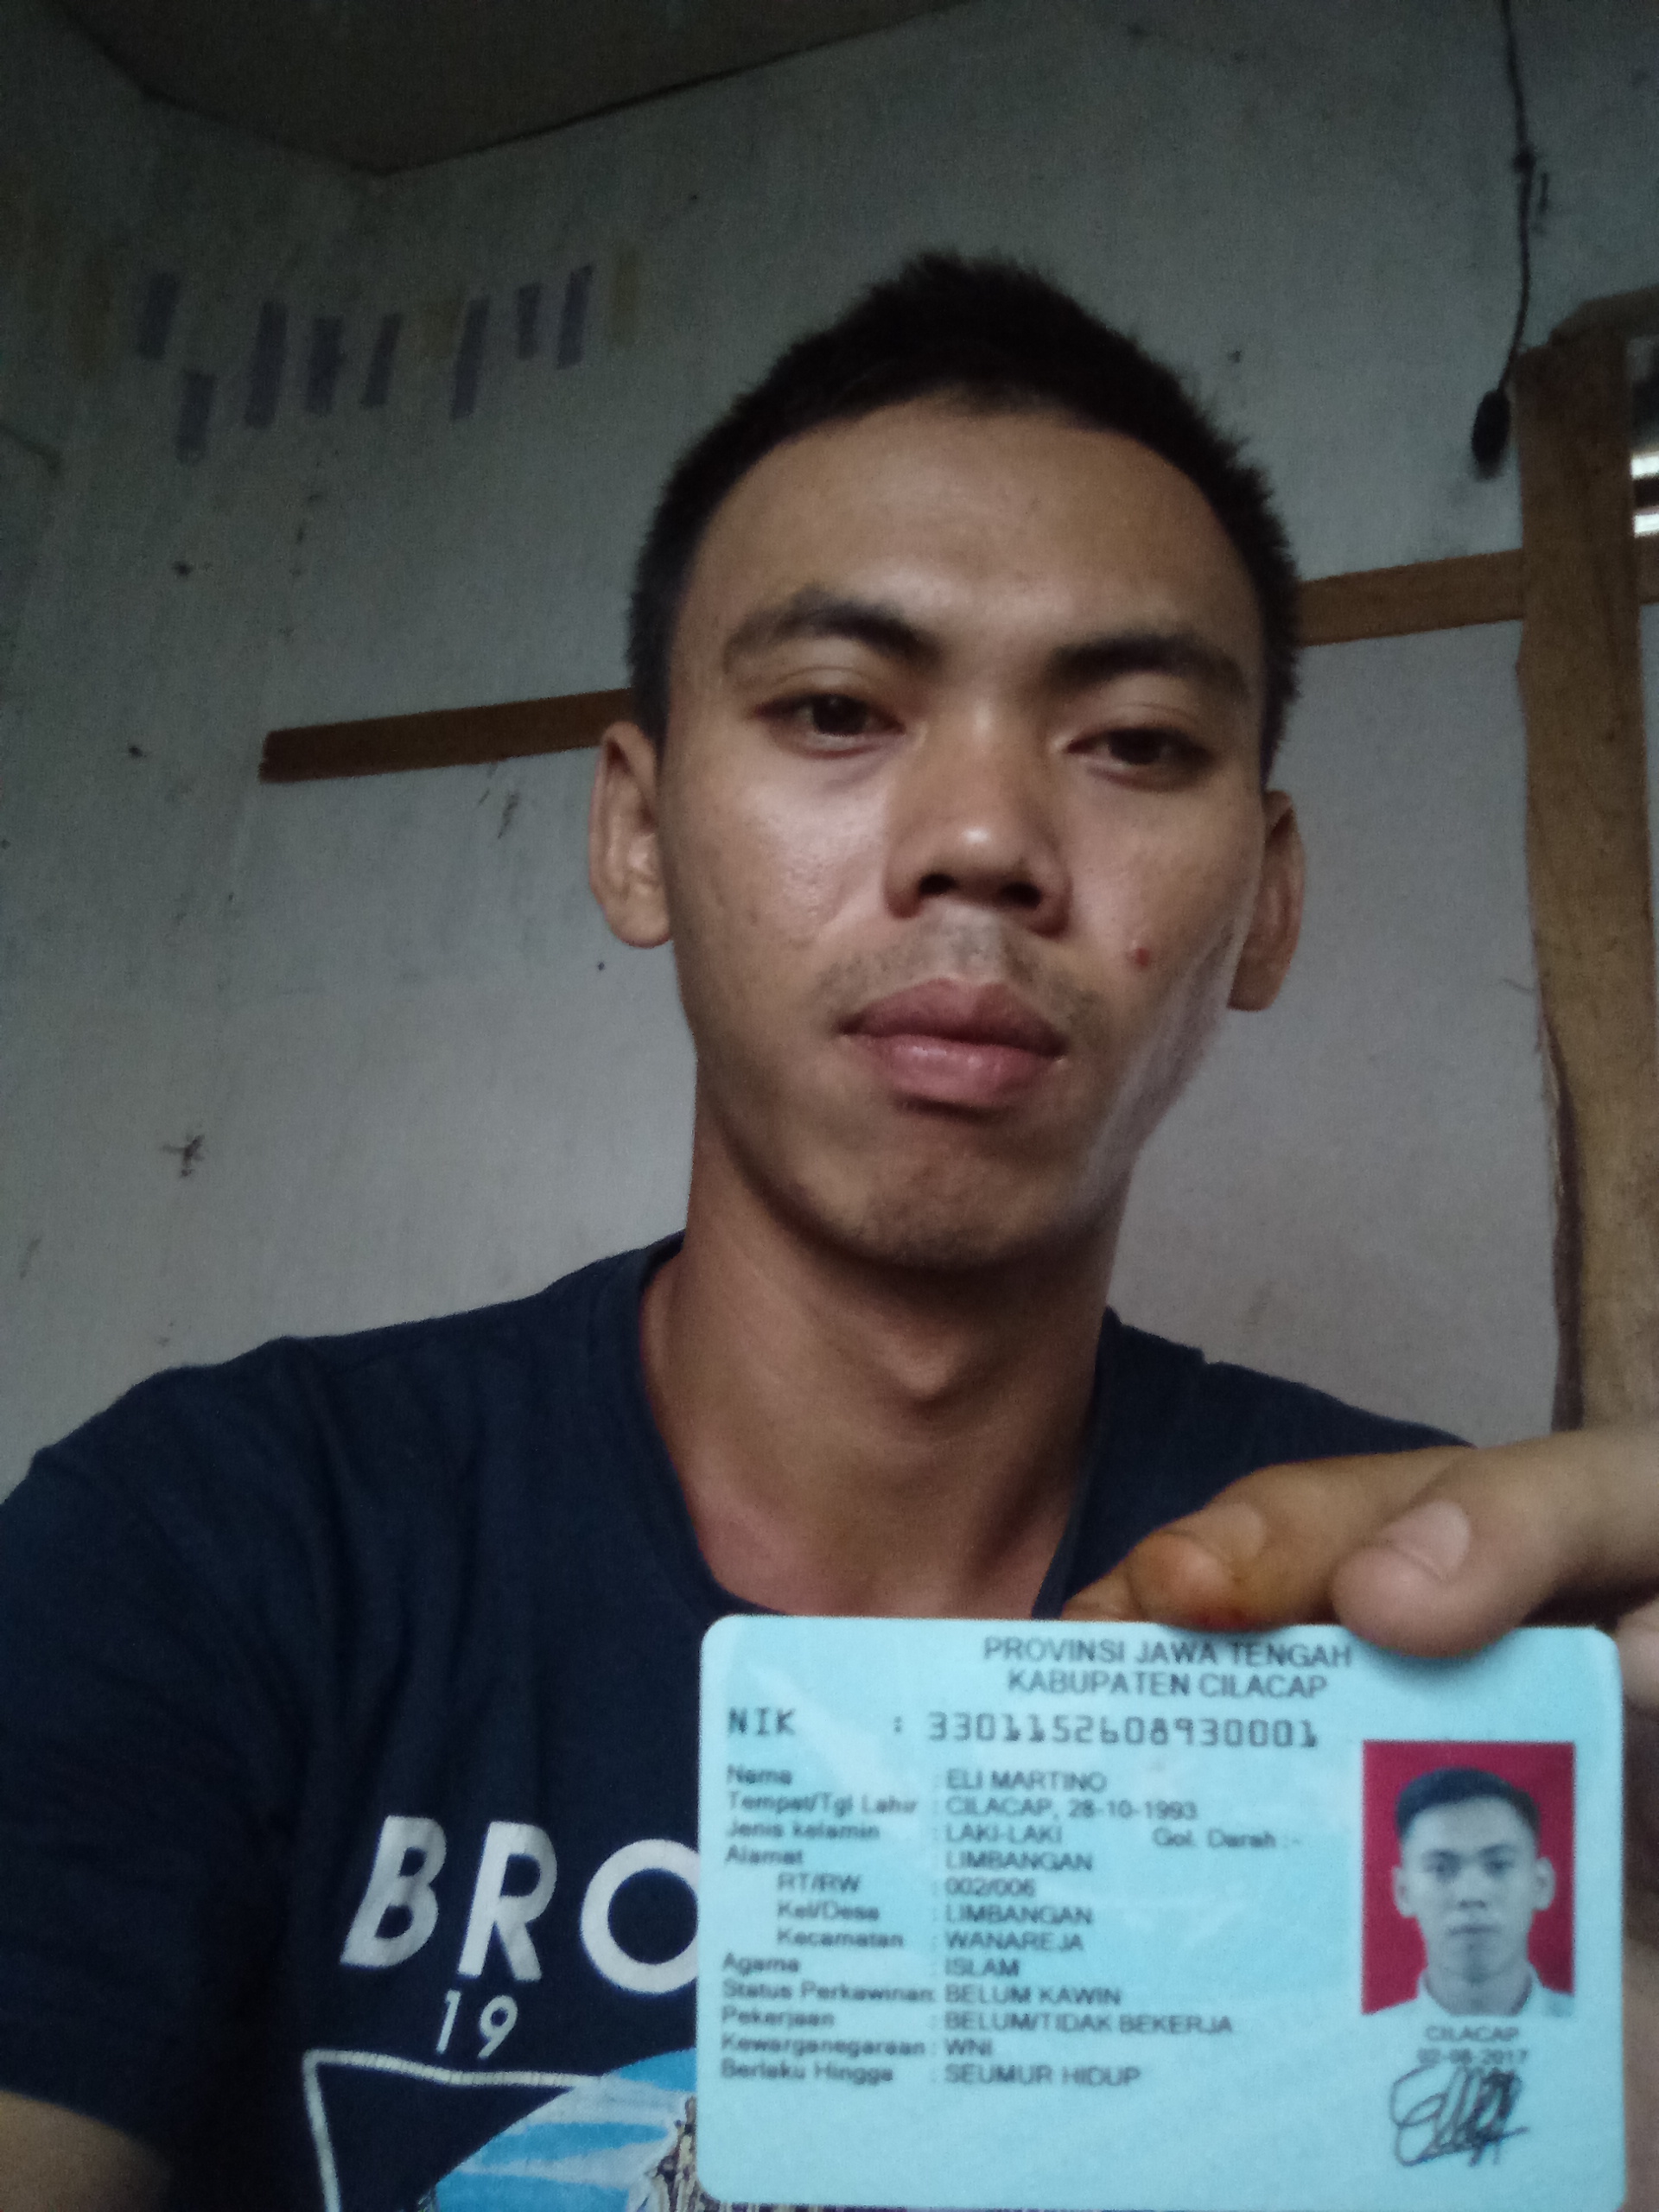 BRO
19
PROVINSI JAWA TENGAH
KABUPATEN CILACAP
NIK : 3301152608930001
Nama : ELI MARTINO
Tempat/Tgl Lahir : CILACAP, 28-10-1993
Jenis kelamin : LAKI-LAKI Gol. Darah :-
Alamat : LIMBANGAN
RT/RW : 002/006
Kel/Desa : LIMBANGAN
Kecamatan : WANAREJA
Agama : ISLAM
Status Perkawinan: BELUM KAWIN
Pekerjaan : BELUM/TIDAK BEKERJA
Kewarganegaraan : WNI
Berlaku Hingga : SEUMUR HIDUP
CILACAP
02-08-2017